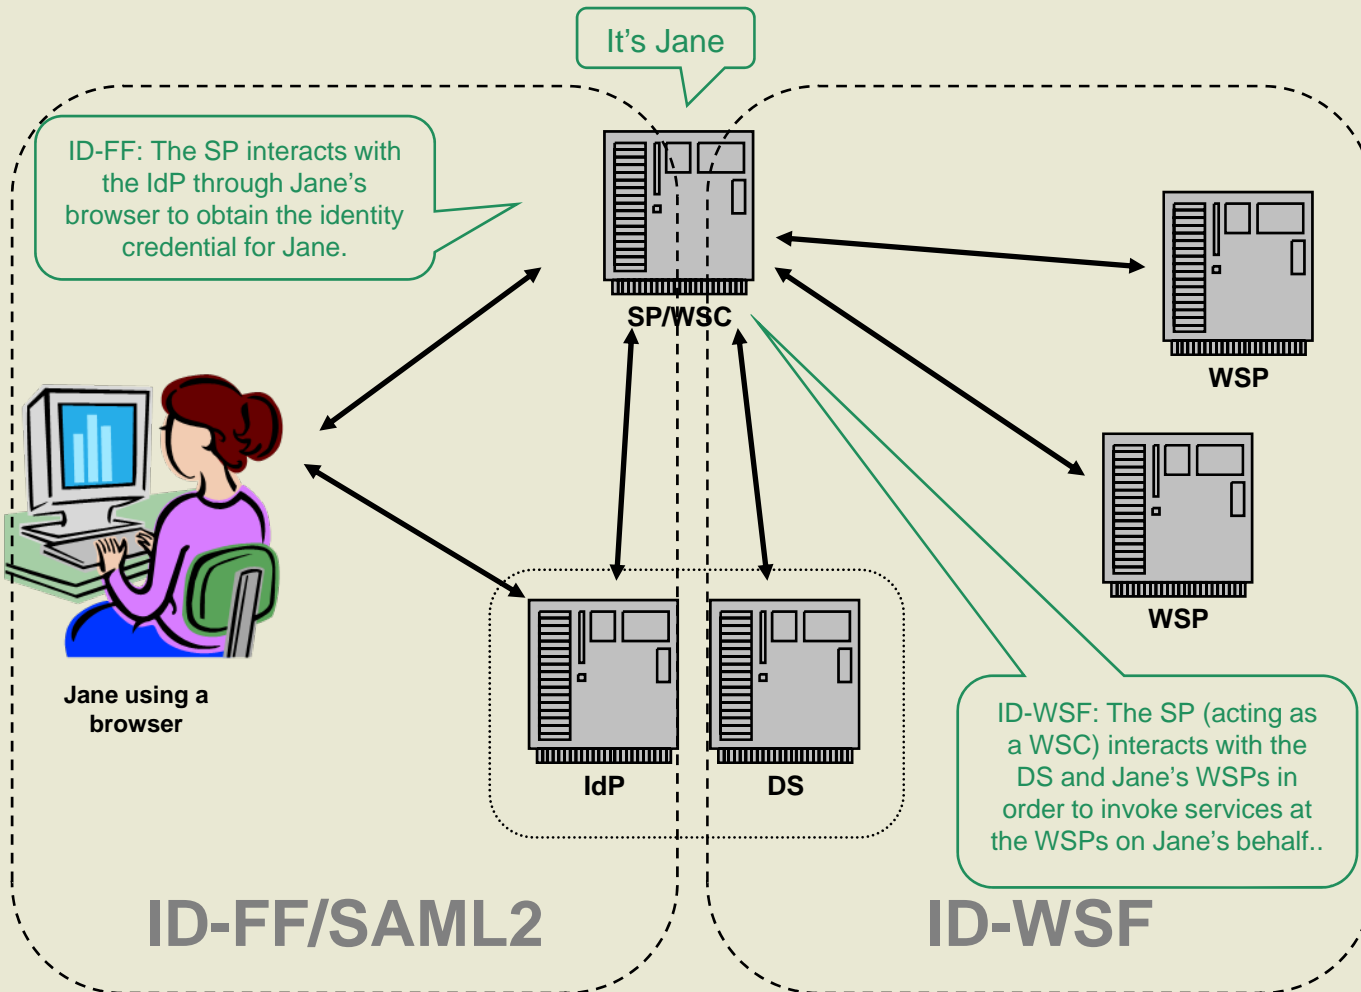 It's Jane
ID-FF: The SP interacts with
the IdP through Jane's
browser to obtain the identity
credential for Jane.
SP/WSC
WSP
WSP
Jane using a
browser
IdP
DS
ID-WSF: The SP (acting as
a WSC) interacts with the
DS and Jane's WSPs in
order to invoke services at
the WSPs on Jane's behalf..
ID-FF/SAML2
ID-WSF